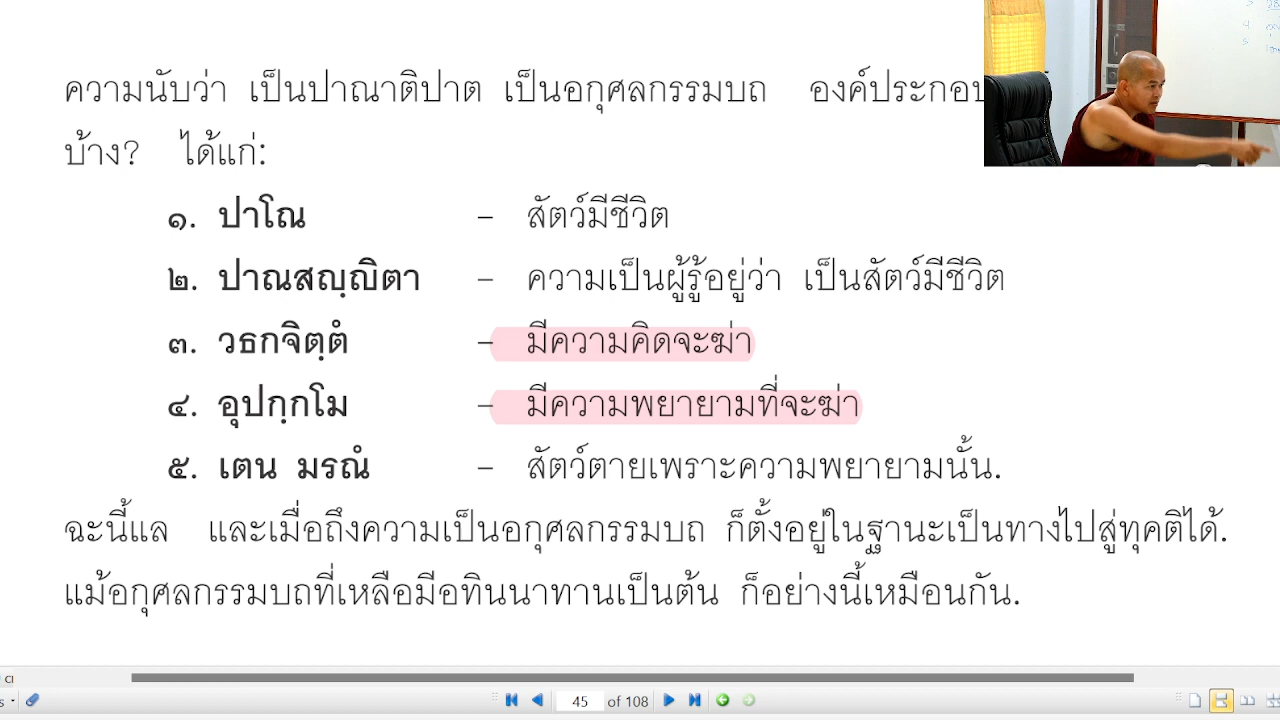 ความนับว่า เป็นปาณาติปาต เป็นอกุศลกรรมบถ องค์ประกอบ
บ้าง? ได้แก่:
๑. ปาโณ – สัตว์มีชีวิต
๒. ปาณสญฺญิตา – ความเป็นผู้รู้อยู่ว่า เป็นสัตว์มีชีวิต
๓. วธกจิตฺตํ – มีความคิดจะฆ่า
๔. อุปกฺกโม – มีความพยายามที่จะฆ่า
๕. เตน มรณํ – สัตว์ตายเพราะความพยายามนั้น.
ฉะนี้แล และเมื่อถึงความเป็นอกุศลกรรมบถ ก็ตั้งอยู่ในฐานะเป็นทางไปสู่ทุคติได้.
แม้อกุศลกรรมบถที่เหลือมีอทินนาทานเป็นต้น ก็อย่างนี้เหมือนกัน.
45 of 108